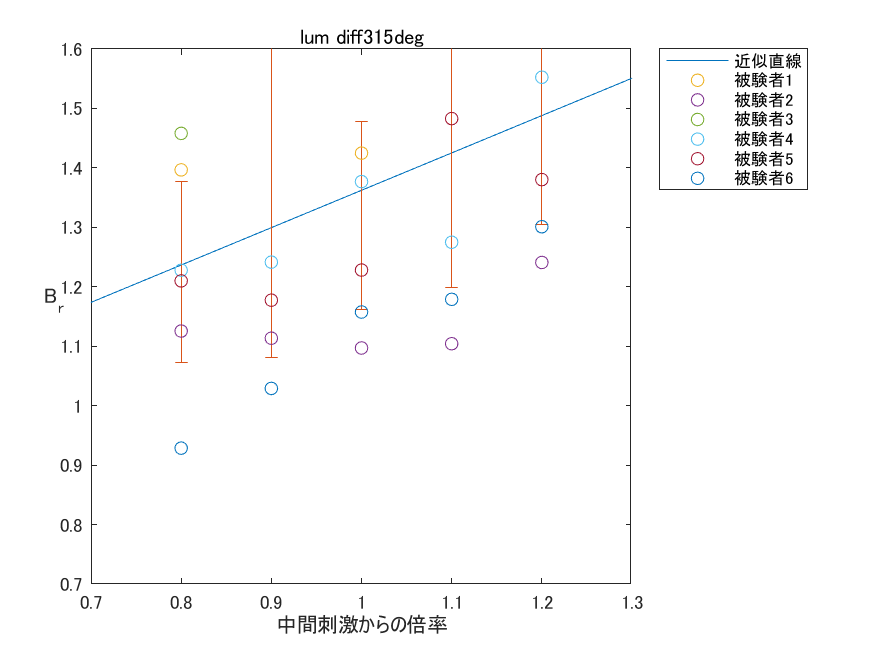 lum diff315deg
1.6
1.5
1.4
1.3
1.2
1.1
1
0.9
0.8
0.7
Br
0.7 0.8 0.9 1 1.1 1.2 1.3
中間刺激からの倍率
近似直線
被験者1
被験者2
被験者3
被験者4
被験者5
被験者6